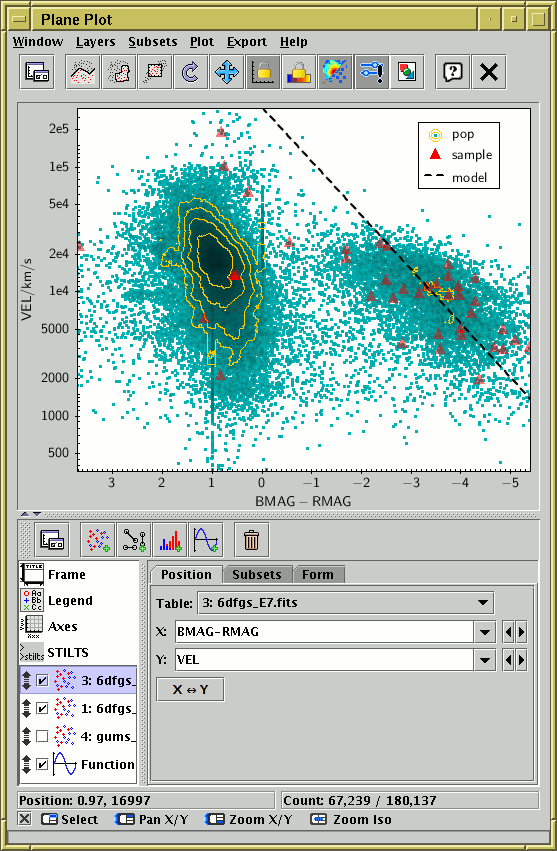 Plane Plot
Window Layers Subsets Plot Export Help
2e5
1e5
5e4
2e4
1e4
5000
2000
1000
500
VEL/km/s
pop
sample
model
3 2 1 0 −1 −2 −3 −4 −5
BMAG − RMAG
Frame
Legend
Axes
STILTS
3: 6dfgs_
1: 6dfgs_
4: gums_
Function
Position Subsets Form
Table: 3: 6dfgs_E7.fits
X: BMAG-RMAG
Y: VEL
X ↔ Y
Position: 0.97, 16997
Count: 67,239 / 180,137
Select Pan X/Y Zoom X/Y Zoom Iso